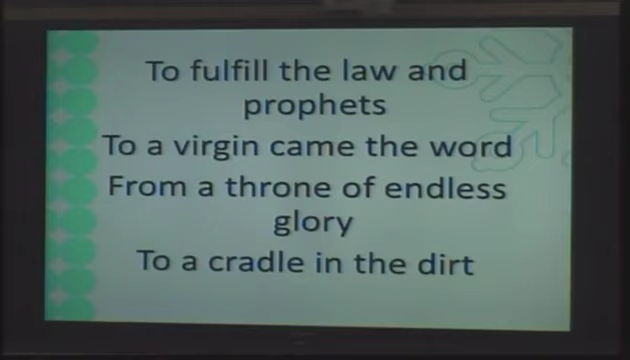 To fulfill the law and
prophets
To a virgin came the word
From a throne of endless
glory
To a cradle in the dirt